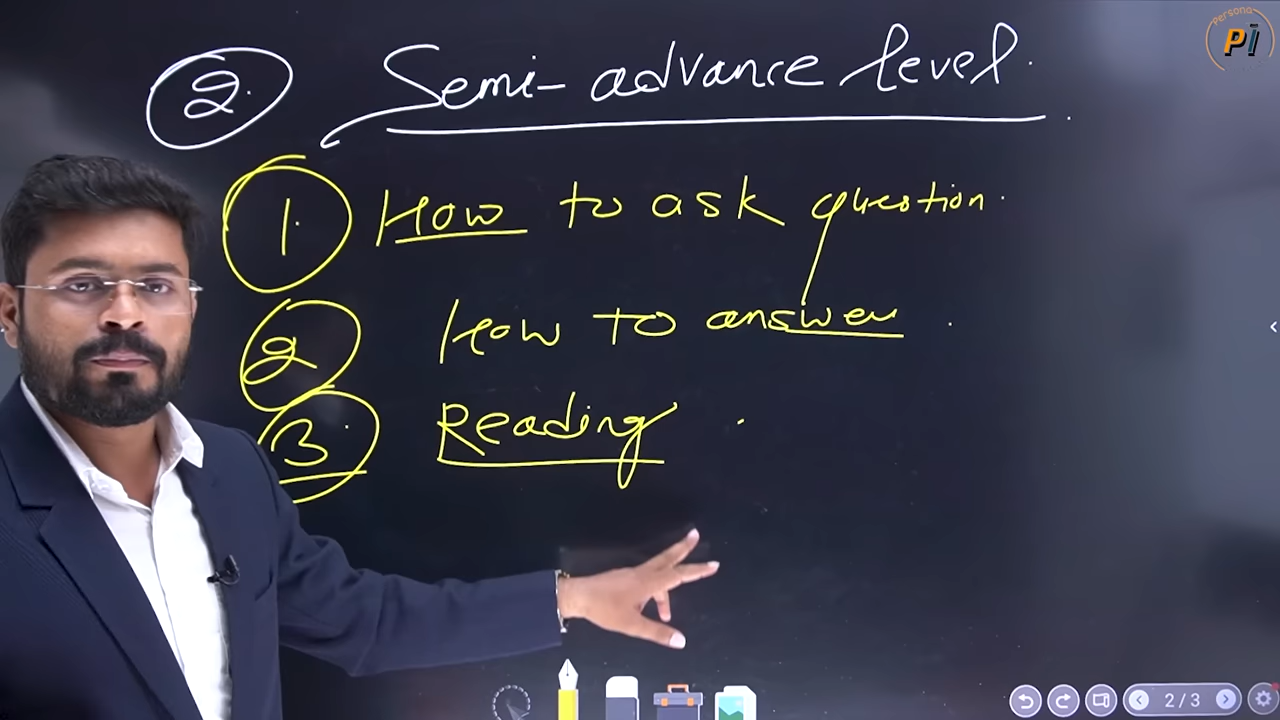 Persona
Pi
2. Semi-advance level.
1. How to ask question.
2 How to answer.
3 Reading.
2/3